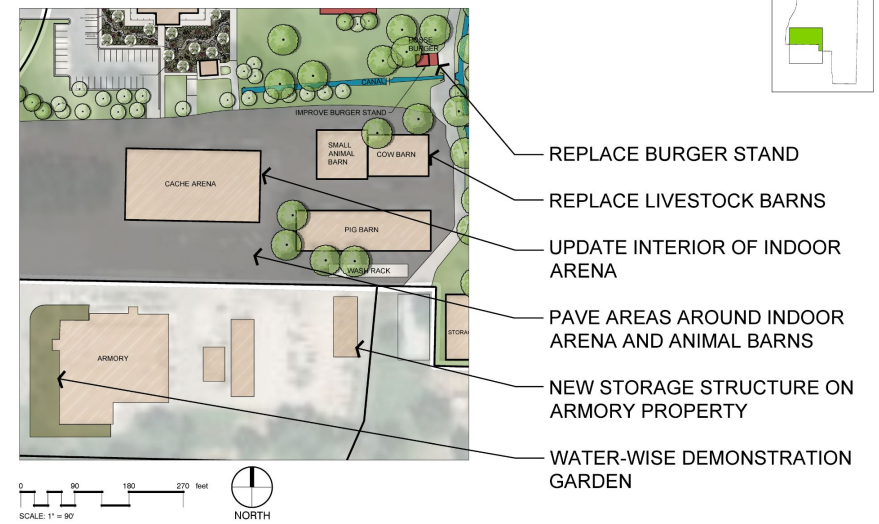 BURGER
CANAL
IMPROVE BURGER STAND
SMALL
ANIMAL
BARN
COW BARN
CACHE ARENA
PIG BARN
WASH RACK
ARMORY
REPLACE BURGER STAND
REPLACE LIVESTOCK BARNS
UPDATE INTERIOR OF INDOOR
ARENA
PAVE AREAS AROUND INDOOR
ARENA AND ANIMAL BARNS
NEW STORAGE STRUCTURE ON
ARMORY PROPERTY
WATER-WISE DEMONSTRATION
GARDEN
0 90 180 270 feet
SCALE: 1" = 90'
NORTH